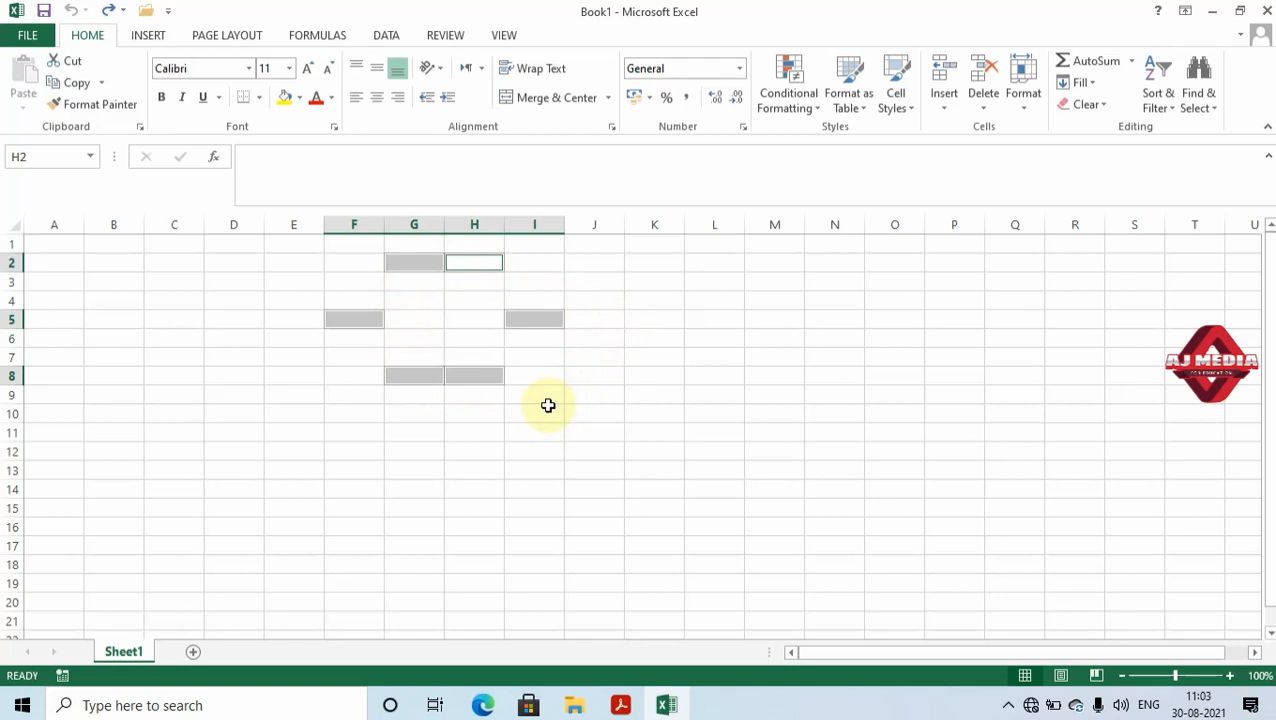 Book1 - Microsoft Excel
?
FILE HOME INSERT PAGE LAYOUT FORMULAS DATA REVIEW VIEW
Paste
Cut
Copy
Format Painter
Clipboard
Calibri 11
B I U
Font
Wrap Text
Merge & Center
Alignment
General
%
Number
Conditional Formatting
Format as Table
Cell Styles
Styles
Insert
Delete
Format
Cells
AutoSum
Fill
Clear
Sort & Filter
Find & Select
Editing
H2
fx
A B C D E F G H I J K L M N O P Q R S T U
1
2
3
4
5
6
7
8
9
10
11
12
13
14
15
16
17
18
19
20
21
AJ MEDIA
FOR EDUCATION
Sheet1
READY
100%
Type here to search
ENG
11:03
30-08-2021